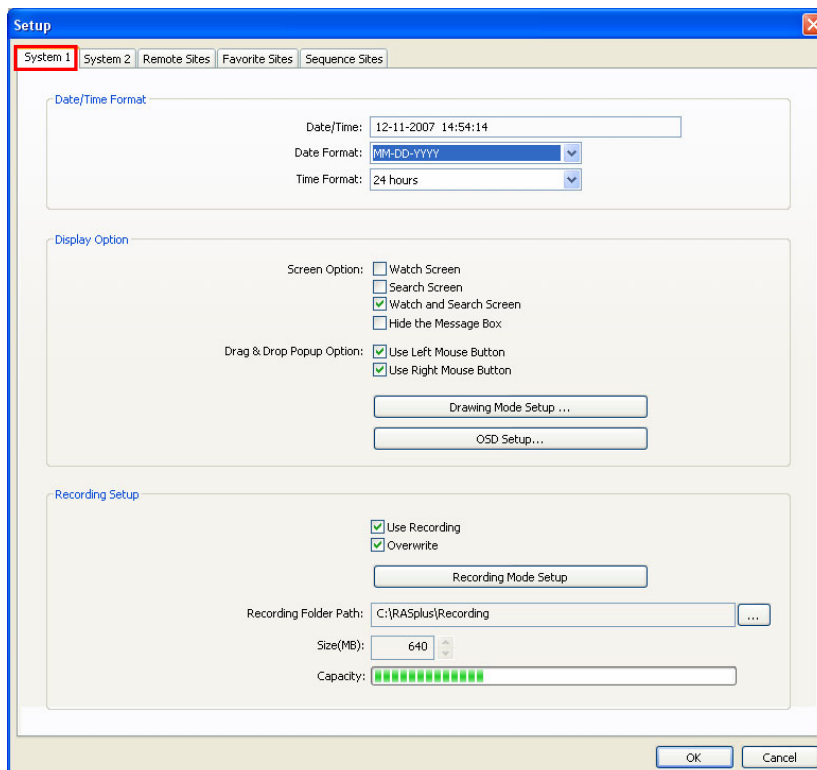 Setup
System 1 System 2 Remote Sites Favorite Sites Sequence Sites
Date/Time Format
Date/Time: 12-11-2007 14:54:14
Date Format: MM-DD-YYYY
Time Format: 24 hours
Display Option
Screen Option: Watch Screen
Search Screen
Watch and Search Screen
Hide the Message Box
Drag & Drop Popup Option: Use Left Mouse Button
Use Right Mouse Button
Drawing Mode Setup ...
OSD Setup...
Recording Setup
Use Recording
Overwrite
Recording Mode Setup
Recording Folder Path: C:\RASplus\Recording ...
Size(MB): 640
Capacity:
OK Cancel